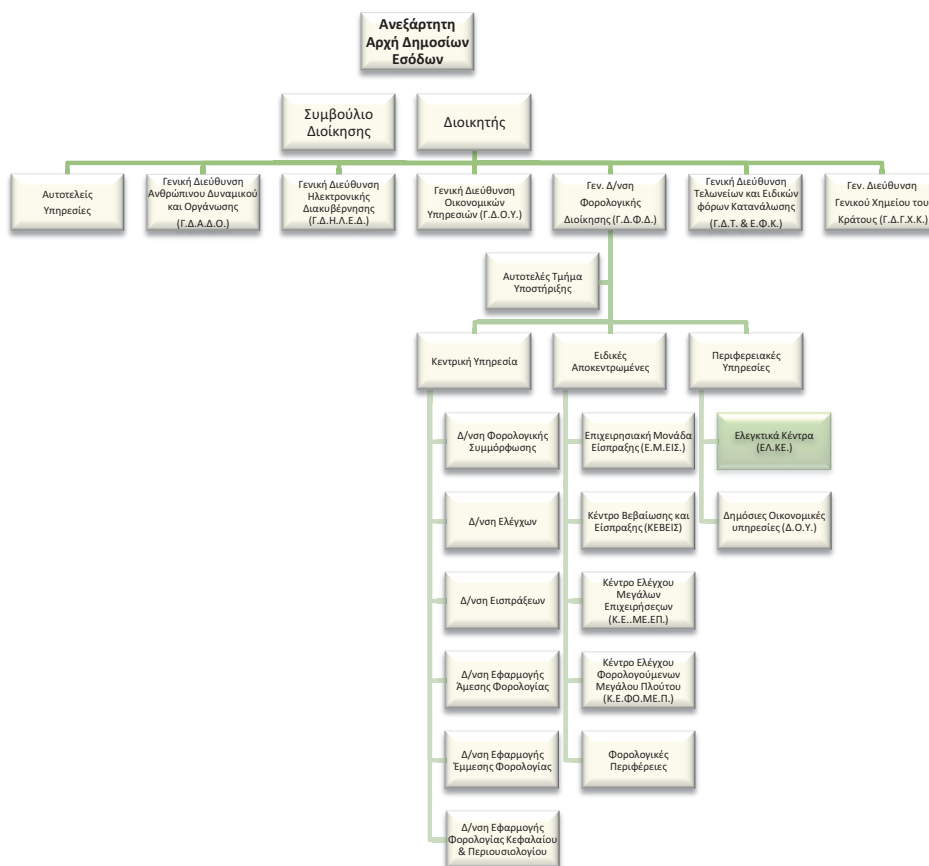 Ανεξάρτητη
Αρχή Δημοσίων
Εσόδων
Συμβούλιο
Διοίκησης
Διοικητής
Αυτοτελείς
Υπηρεσίες
Γενική Διεύθυνση
Ανθρώπινου Δυναμικού
και Οργάνωσης
(Γ.Δ.Α.Δ.Ο.)
Γενική Διεύθυνση
Ηλεκτρονικής
Διακυβέρνησης
(Γ.Δ.Η.Λ.Ε.Δ.)
Γενική Διεύθυνση
Οικονομικών
Υπηρεσιών (Γ.Δ.Ο.Υ.)
Γεν. Δ/νση
Φορολογικής
Διοίκησης (Γ.Δ.Φ.Δ.)
Γενική Διεύθυνση
Τελωνείων και Ειδικών
φόρων Κατανάλωσης
(Γ.Δ.Τ. & Ε.Φ.Κ.)
Γεν. Διεύθυνση
Γενικού Χημείου του
Κράτους (Γ.Δ.Γ.Χ.Κ.)
Αυτοτελές Τμήμα
Υποστήριξης
Κεντρική Υπηρεσία
Ειδικές
Αποκεντρωμένες
Περιφερειακές
Υπηρεσίες
Δ/νση Φορολογικής
Συμμόρφωσης
Επιχειρησιακή Μονάδα
Είσπραξης (Ε.Μ.ΕΙΣ.)
Ελεγκτικά Κέντρα
(ΕΛ.ΚΕ.)
Δ/νση Ελέγχων
Κέντρο Βεβαίωσης και
Είσπραξης (ΚΕΒΕΙΣ)
Δημόσιες Οικονομικές
υπηρεσίες (Δ.Ο.Υ.)
Δ/νση Εισπράξεων
Κέντρο Ελέγχου
Μεγάλων
Επιχειρήσεςων
(Κ.Ε..ΜΕ.ΕΠ.)
Δ/νση Εφαρμογής
Άμεσης Φορολογίας
Κέντρο Ελέγχου
Φορολογούμενων
Μεγάλου Πλούτου
(Κ.Ε.ΦΟ.ΜΕ.Π.)
Δ/νση Εφαρμογής
Έμμεσης Φορολογίας
Φορολογικές
Περιφέρειες
Δ/νση Εφαρμογής
Φορολογίας Κεφαλαίου
& Περιουσιολογίου